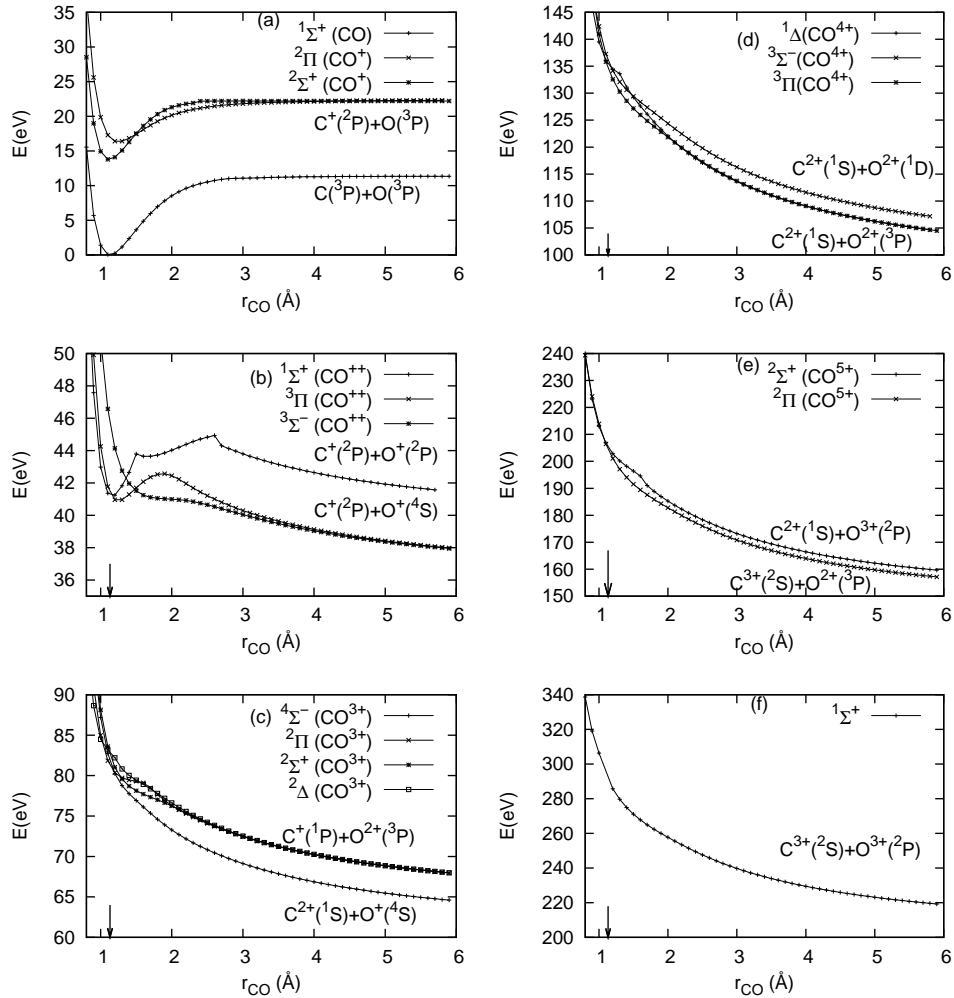 (a)
¹Σ⁺ (CO)
²Π (CO⁺)
²Σ⁺ (CO⁺)
C⁺(²P)+O(³P)
C(³P)+O(³P)
E(eV)
35
30
25
20
15
10
5
0
1 2 3 4 5 6
r_CO (Å)
(d)
¹Δ(CO⁴⁺)
³Σ⁻(CO⁴⁺)
³Π(CO⁴⁺)
C²⁺(¹S)+O²⁺(¹D)
C²⁺(¹S)+O²⁺(³P)
E(eV)
145
140
135
130
125
120
115
110
105
100
1 2 3 4 5 6
r_CO (Å)
(b)
¹Σ⁺ (CO⁺⁺)
³Π (CO⁺⁺)
³Σ⁻ (CO⁺⁺)
C⁺(²P)+O⁺(²P)
C⁺(²P)+O⁺(⁴S)
E(eV)
50
48
46
44
42
40
38
36
1 2 3 4 5 6
r_CO (Å)
(e)
²Σ⁺ (CO⁵⁺)
²Π (CO⁵⁺)
C²⁺(¹S)+O³⁺(²P)
C³⁺(²S)+O²⁺(³P)
E(eV)
240
230
220
210
200
190
180
170
160
150
1 2 3 4 5 6
r_CO (Å)
(c)
⁴Σ⁻ (CO³⁺)
²Π (CO³⁺)
²Σ⁺ (CO³⁺)
²Δ (CO³⁺)
C⁺(¹P)+O²⁺(³P)
C²⁺(¹S)+O⁺(⁴S)
E(eV)
90
85
80
75
70
65
60
1 2 3 4 5 6
r_CO (Å)
(f)
¹Σ⁺
C³⁺(²S)+O³⁺(²P)
E(eV)
340
320
300
280
260
240
220
200
1 2 3 4 5 6
r_CO (Å)